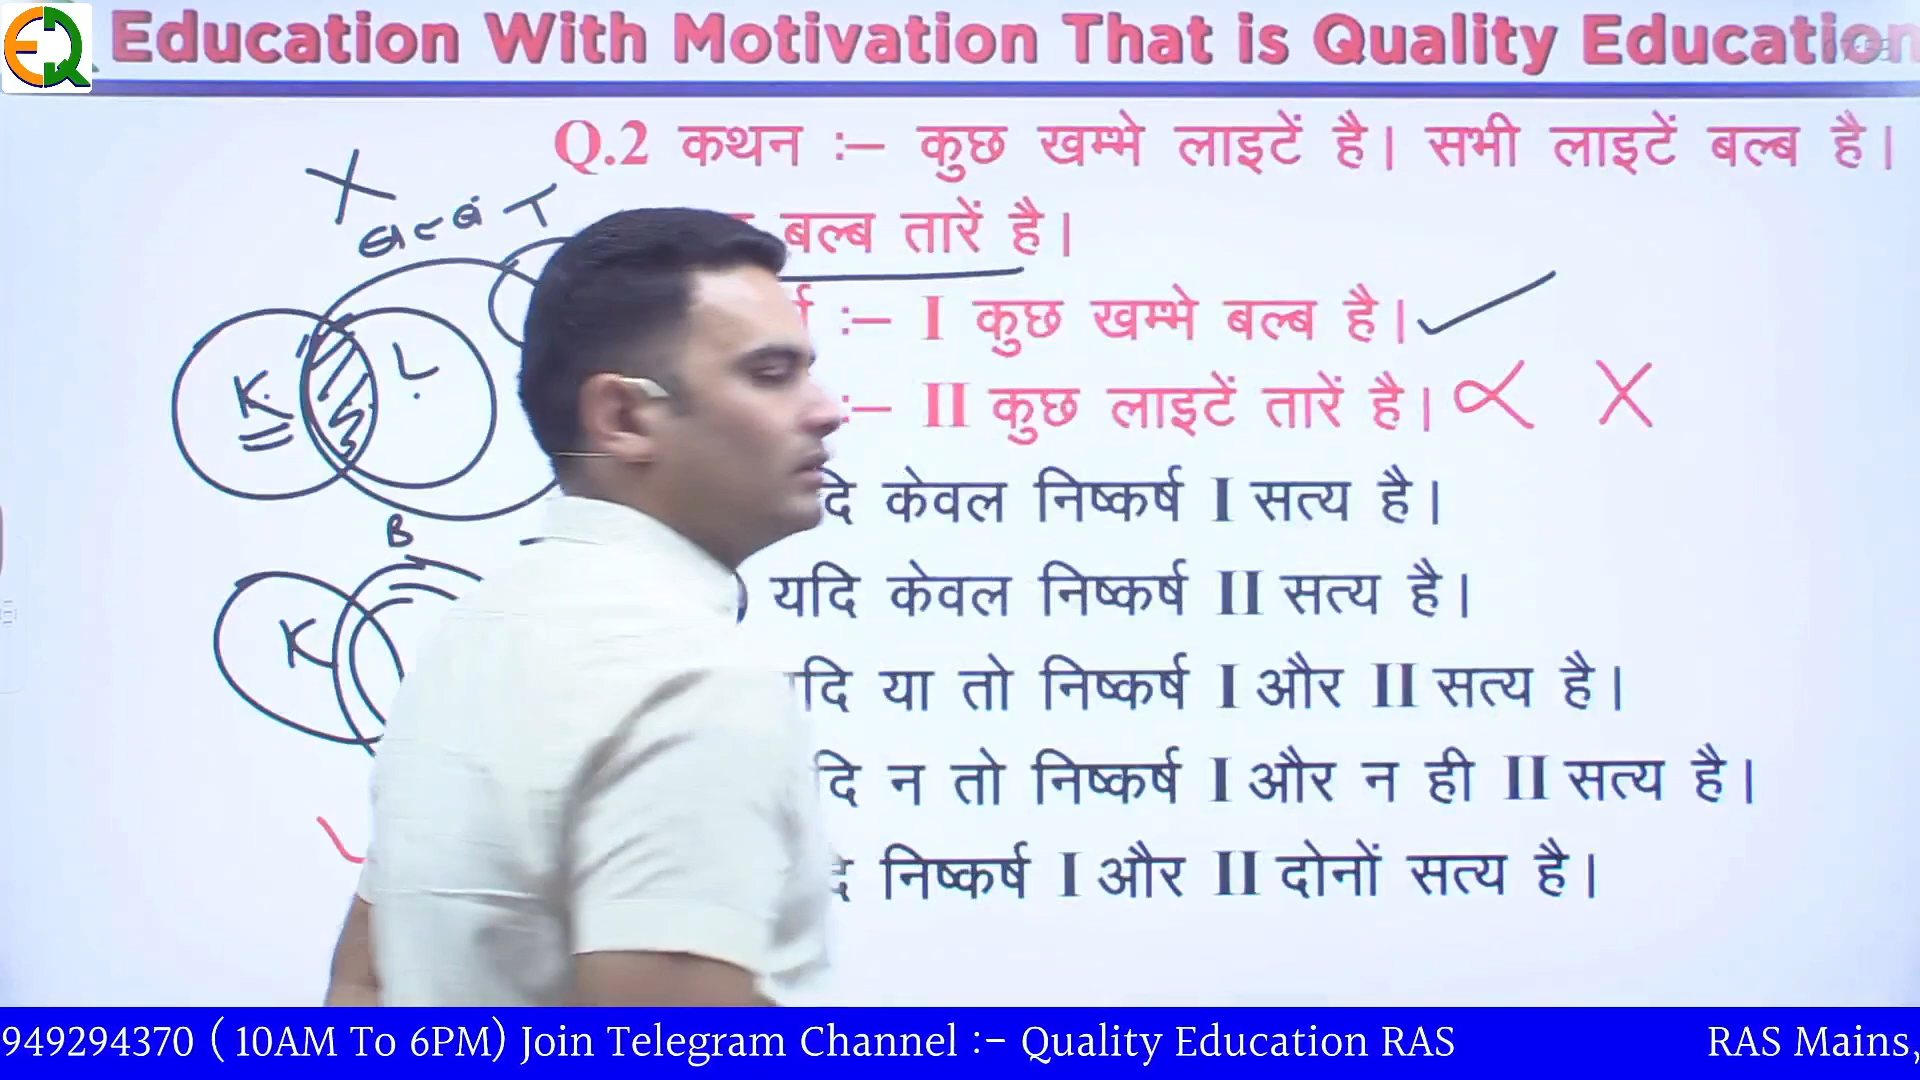 EQ
Education With Motivation That is Quality Education
Q.2 कथन :– कुछ खम्भे लाइटें है। सभी लाइटें बल्ब है।
बल्ब तारें है।
:– I कुछ खम्भे बल्ब है।
:– II कुछ लाइटें तारें है।
केवल निष्कर्ष I सत्य है।
यदि केवल निष्कर्ष II सत्य है।
या तो निष्कर्ष I और II सत्य है।
न तो निष्कर्ष I और न ही II सत्य है।
निष्कर्ष I और II दोनों सत्य है।
T
K
L
B
K
949294370 ( 10AM To 6PM) Join Telegram Channel :– Quality Education RAS RAS Mains,